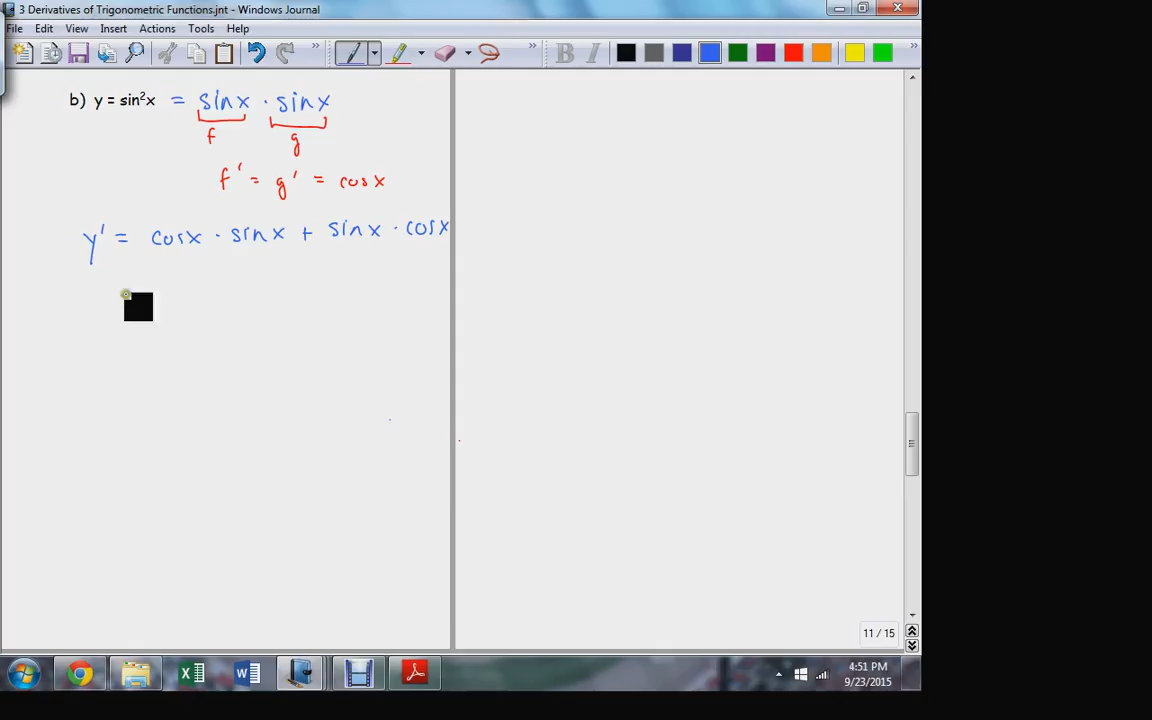 3 Derivatives of Trigonometric Functions.jnt - Windows Journal
File Edit View Insert Actions Tools Help
b) y = sin²x = sinx · sinx
f g
f' = g' = cosx
y' = cosx · sinx + sinx · cosx
11 / 15
4:51 PM
9/23/2015